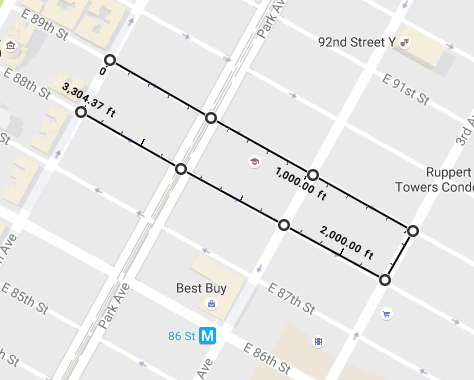 Park Ave
E 89th St
92nd Street Y
0
E 88th St
3,304.37 ft
E 91st St
3rd
1,000.00 ft
Ruppert
Towers Condo
2,000.00 ft
Ave
Best Buy
E 85th St
Park Ave
E 87th St
86 St M
E 86th St
Ave